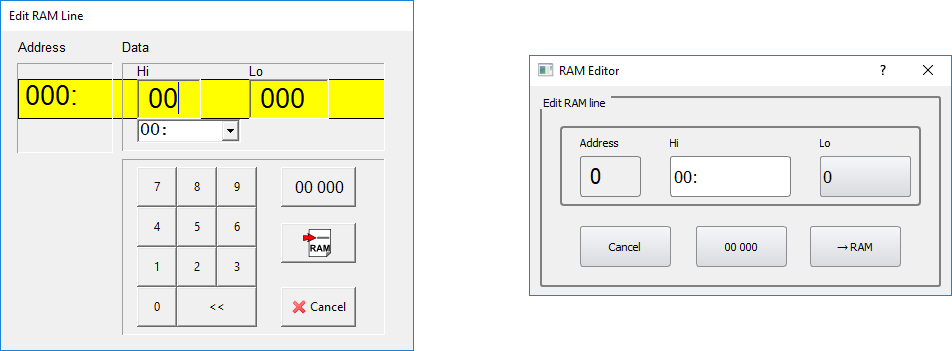 Edit RAM Line
Address Data
Hi Lo
000: 00 000
00:
7 8 9 00 000
4 5 6 RAM
1 2 3
0 << Cancel
RAM Editor ?
Edit RAM line
Address Hi Lo
0 00: 0
Cancel 00 000 →RAM